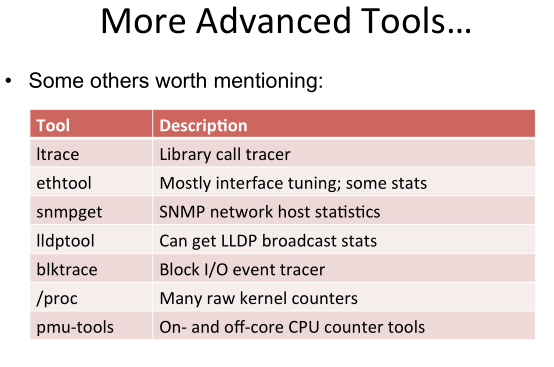 More Advanced Tools…
• Some others worth mentioning:
Tool Description
ltrace Library call tracer
ethtool Mostly interface tuning; some stats
snmpget SNMP network host statistics
lldptool Can get LLDP broadcast stats
blktrace Block I/O event tracer
/proc Many raw kernel counters
pmu-tools On- and off-core CPU counter tools